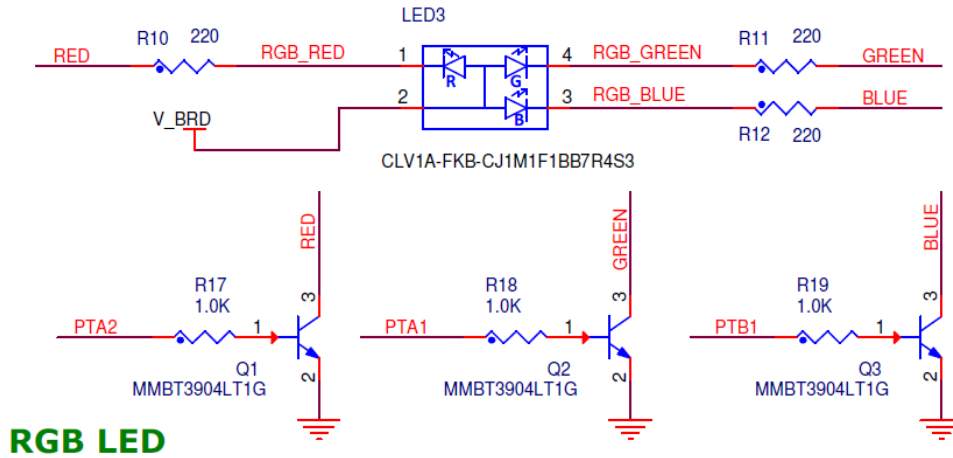 LED3
R10 220
RED
RGB_RED
1
R
G
4
RGB_GREEN
R11 220
GREEN
2
B
3
RGB_BLUE
BLUE
R12 220
V_BRD
CLV1A-FKB-CJ1M1F1BB7R4S3
RED
GREEN
BLUE
R17
1.0K
3
PTA2
1
Q1
2
MMBT3904LT1G
R18
1.0K
3
PTA1
1
Q2
2
MMBT3904LT1G
R19
1.0K
3
PTB1
1
Q3
2
MMBT3904LT1G
RGB LED